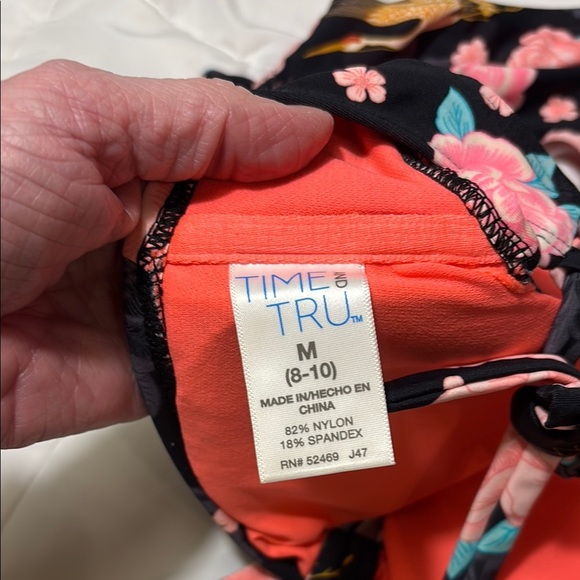 TIME AND
TRU™
M
(8-10)
MADE IN/HECHO EN
CHINA
82% NYLON
18% SPANDEX
RN# 52469 J47